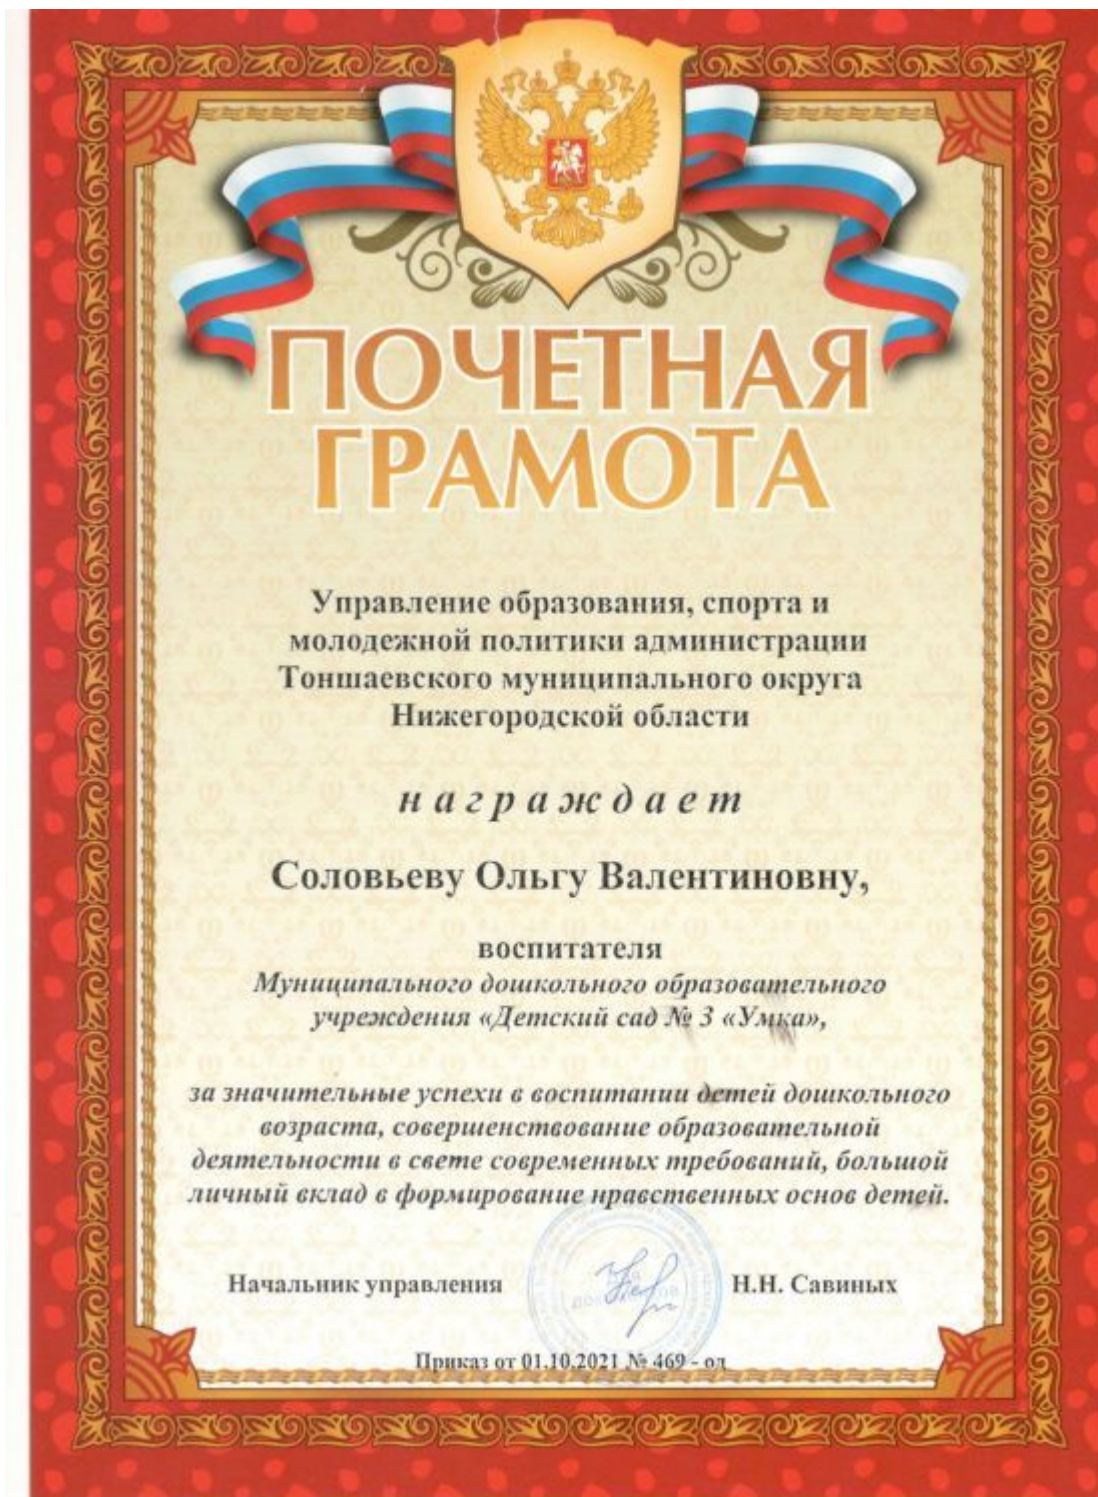 ПОЧЕТНАЯ
ГРАМОТА
Управление образования, спорта и
молодежной политики администрации
Тоншаевского муниципального округа
Нижегородской области
награждает
Соловьеву Ольгу Валентиновну,
воспитателя
Муниципального дошкольного образовательного
учреждения «Детский сад № 3 «Умка»,
за значительные успехи в воспитании детей дошкольного
возраста, совершенствование образовательной
деятельности в свете современных требований, большой
личный вклад в формирование нравственных основ детей.
Начальник управления Н.Н. Савиных
Приказ от 01.10.2021 № 469 - од